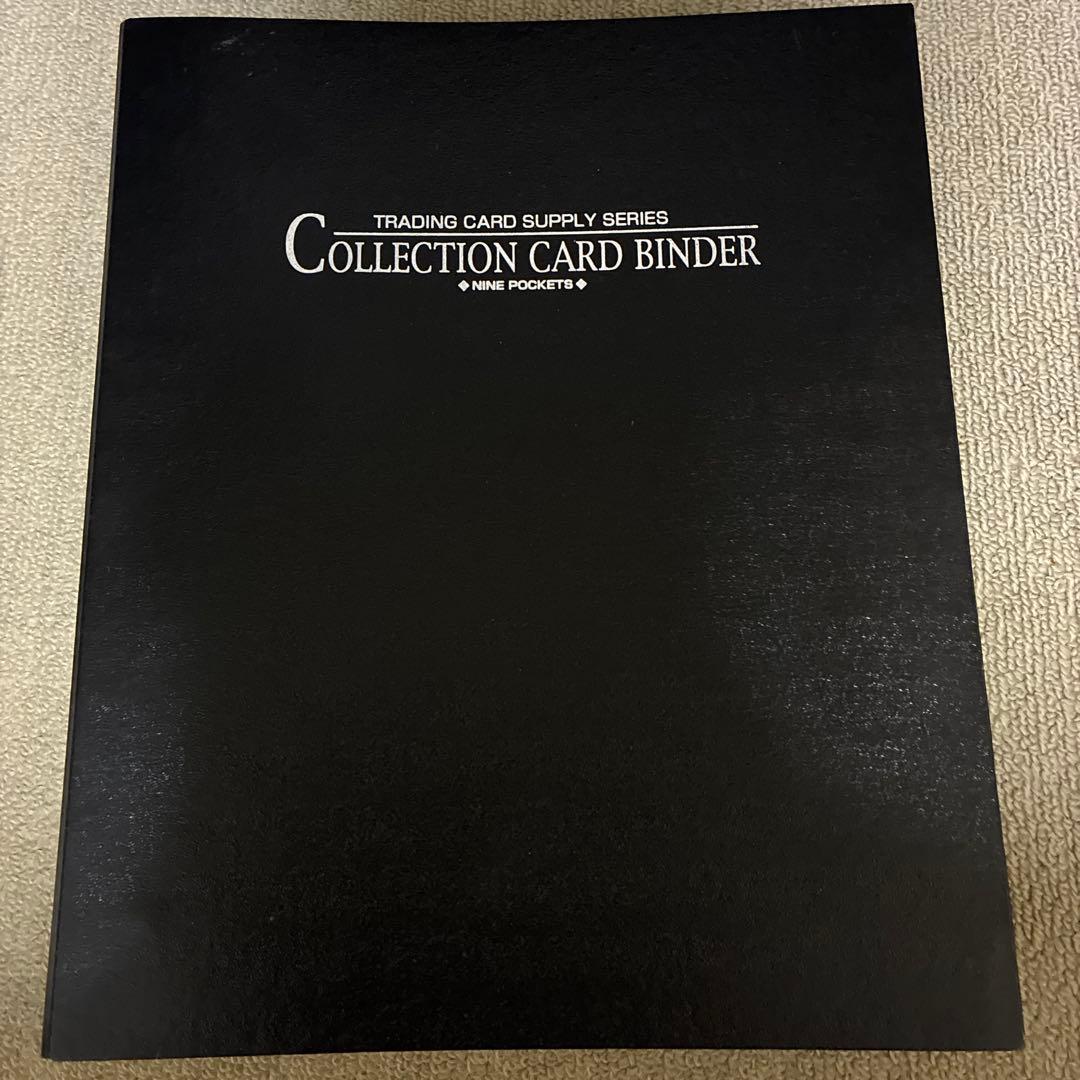 TRADING CARD SUPPLY SERIES
COLLECTION CARD BINDER
◆NINE POCKETS◆